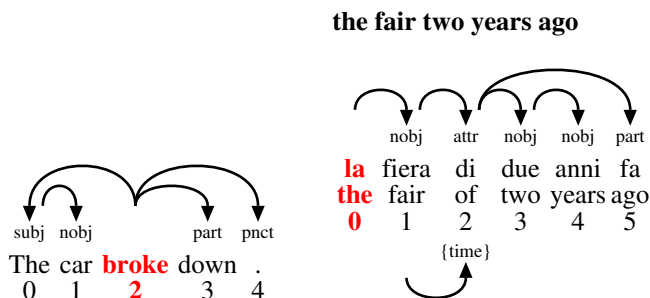 the fair two years ago
nobj attr nobj nobj part
la fiera di due anni fa
the fair of two years ago
0 1 2 3 4 5
{time}
subj nobj part pnct
The car broke down .
0 1 2 3 4